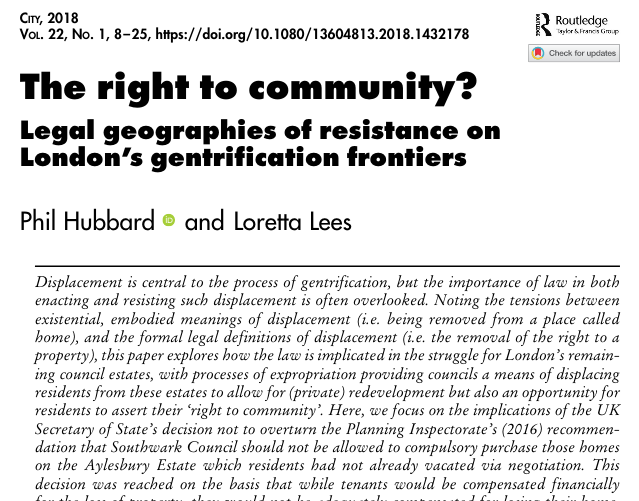 CITY, 2018
VOL. 22, NO. 1, 8–25, https://doi.org/10.1080/13604813.2018.1432178
Routledge
Taylor & Francis Group
Check for updates
The right to community?
Legal geographies of resistance on
London's gentrification frontiers
Phil Hubbard iD and Loretta Lees
Displacement is central to the process of gentrification, but the importance of law in both
enacting and resisting such displacement is often overlooked. Noting the tensions between
existential, embodied meanings of displacement (i.e. being removed from a place called
home), and the formal legal definitions of displacement (i.e. the removal of the right to a
property), this paper explores how the law is implicated in the struggle for London's remain-
ing council estates, with processes of expropriation providing councils a means of displacing
residents from these estates to allow for (private) redevelopment but also an opportunity for
residents to assert their 'right to community'. Here, we focus on the implications of the UK
Secretary of State's decision not to overturn the Planning Inspectorate's (2016) recommen-
dation that Southwark Council should not be allowed to compulsory purchase those homes
on the Aylesbury Estate which residents had not already vacated via negotiation. This
decision was reached on the basis that while tenants would be compensated financially